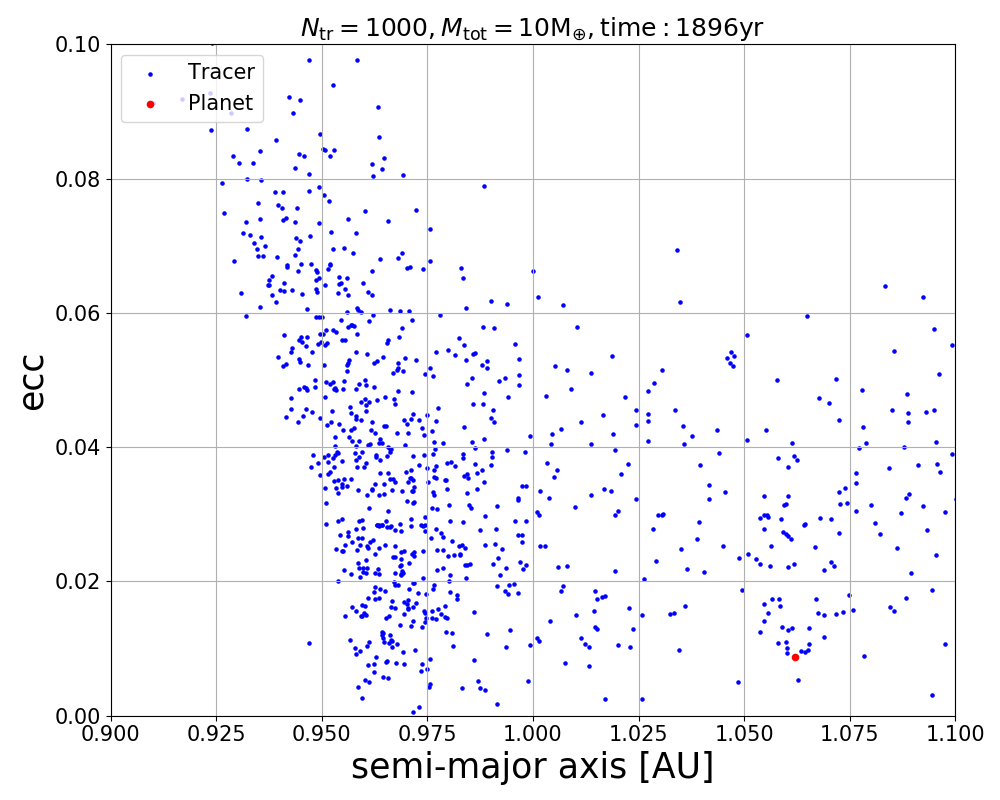 N_tr = 1000, M_tot = 10M_⊕, time : 1896yr
Tracer
Planet
0.10
0.08
0.06
0.04
0.02
0.00
ecc
0.900 0.925 0.950 0.975 1.000 1.025 1.050 1.075 1.100
semi-major axis [AU]